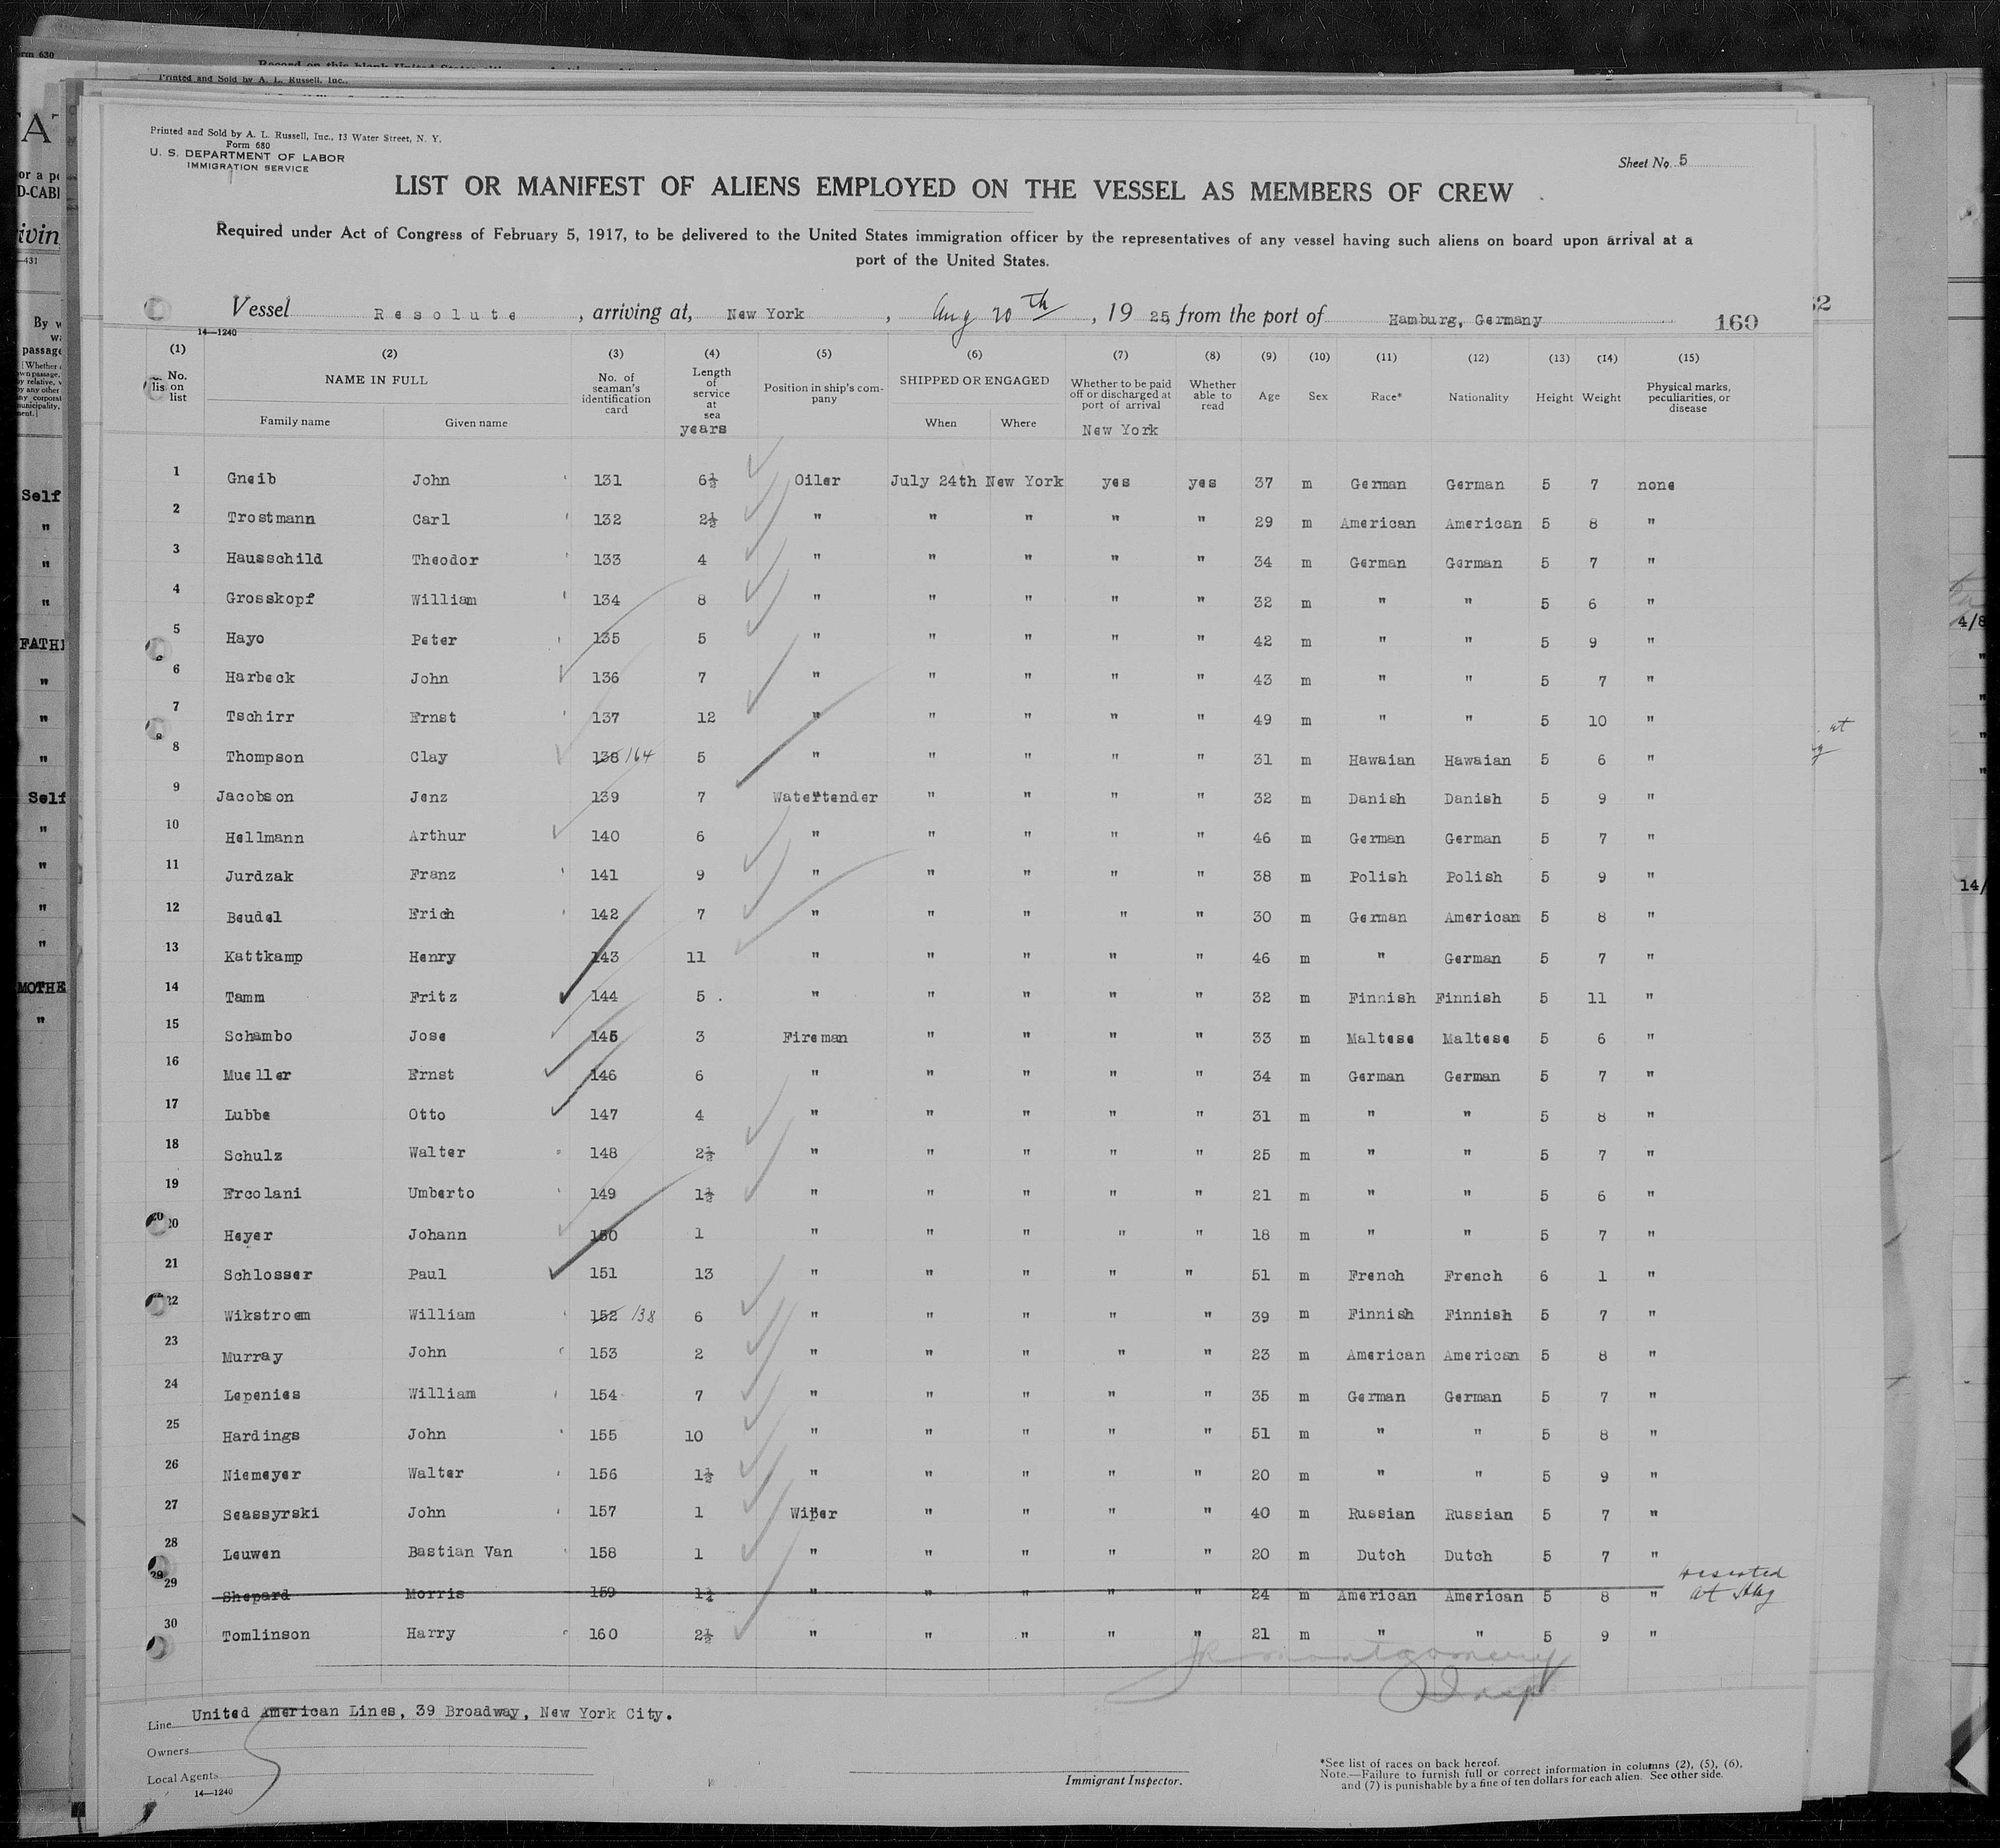 Printed and Sold by A. L. Russell, Inc.,
Printed and Sold by A. L. Russell, Inc., 13 Water Street, N. Y.
Form 680
U. S. DEPARTMENT OF LABOR
IMMIGRATION SERVICE
Sheet No. 5
LIST OR MANIFEST OF ALIENS EMPLOYED ON THE VESSEL AS MEMBERS OF CREW
Required under Act of Congress of February 5, 1917, to be delivered to the United States immigration officer by the representatives of any vessel having such aliens on board upon arrival at a
port of the United States.
Vessel Resolute, arriving at, New York, Aug 20th, 1925, from the port of Hamburg, Germany 160
14—1240
(1) (2) (3) (4) (5) (6) (7) (8) (9) (10) (11) (12) (13) (14) (15)
No. on list NAME IN FULL Family name Given name No. of seaman's identification card Length of service at sea years Position in ship's company SHIPPED OR ENGAGED When Where Whether to be paid off or discharged at port of arrival New York Whether able to read Age Sex Race* Nationality Height Weight Physical marks, peculiarities, or disease
1 Gneib John 131 6½ Oiler July 24th New York yes yes 37 m German German 5 7 none
2 Trostmann Carl 132 2½ " " " " " 29 m American American 5 8 "
3 Hausschild Theodor 133 4 " " " " " 34 m German German 5 7 "
4 Grosskopf William 134 8 " " " " " 32 m " " 5 6 "
5 Hayo Peter 135 5 " " " " " 42 m " " 5 9 "
6 Harbeck John 136 7 " " " " " 43 m " " 5 7 "
7 Tschirr Ernst 137 12 " " " " " 49 m " " 5 10 "
8 Thompson Clay 138 164 5 " " " " " 31 m Hawaian Hawaian 5 6 "
9 Jacobson Jenz 139 7 Watertender " " " " 32 m Danish Danish 5 9 "
10 Hellmann Arthur 140 6 " " " " " 46 m German German 5 7 "
11 Jurdzak Franz 141 9 " " " " " 38 m Polish Polish 5 9 "
12 Beudel Erich 142 7 " " " " " 30 m German American 5 8 "
13 Kattkamp Henry 143 11 " " " " " 46 m " German 5 7 "
14 Tamm Fritz 144 5 " " " " " 32 m Finnish Finnish 5 11 "
15 Schambo Jose 145 3 Fireman " " " " 33 m Maltese Maltese 5 6 "
16 Mueller Ernst 146 6 " " " " " 34 m German German 5 7 "
17 Lubbe Otto 147 4 " " " " " 31 m " " 5 8 "
18 Schulz Walter 148 2½ " " " " " 25 m " " 5 7 "
19 Ercolani Umberto 149 1½ " " " " " 21 m " " 5 6 "
20 Heyer Johann 150 1 " " " " " 18 m " " 5 7 "
21 Schlosser Paul 151 13 " " " " " 51 m French French 6 1 "
22 Wikstroem William 152 138 6 " " " " " 39 m Finnish Finnish 5 7 "
23 Murray John 153 2 " " " " " 23 m American American 5 8 "
24 Lepenies William 154 7 " " " " " 35 m German German 5 7 "
25 Hardings John 155 10 " " " " " 51 m " " 5 8 "
26 Niemeyer Walter 156 1½ " " " " " 20 m " " 5 9 "
27 Seassyrski John 157 1 Wiper " " " " 40 m Russian Russian 5 7 "
28 Leuwen Bastian Van 158 1 " " " " " 20 m Dutch Dutch 5 7 "
29 Shepard Morris 159 1¼ " " " " " 24 m American American 5 8 " deserted at Hbg
30 Tomlinson Harry 160 2½ " " " " " 21 m " " 5 9 "
Montgomery
Insp
Line United American Lines, 39 Broadway, New York City.
Owners
Local Agents
14—1240
Immigrant Inspector.
*See list of races on back hereof.
Note.—Failure to furnish full or correct information in columns (2), (5), (6),
and (7) is punishable by a fine of ten dollars for each alien. See other side.